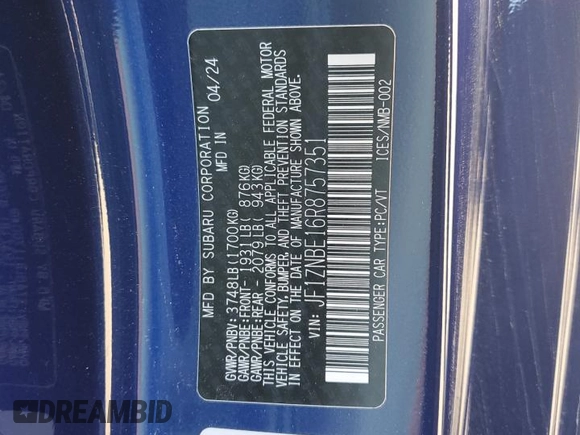 MFD BY SUBARU CORPORATION
MFD IN 04/24
GVWR/PNBV: 3748LB(1700KG)
GAWR/PNBE:FRONT- 1931LB( 876KG)
GAWR/PNBE:REAR - 2079LB( 943KG)
THIS VEHICLE CONFORMS TO ALL APPLICABLE FEDERAL MOTOR
VEHICLE SAFETY,BUMPER,AND THEFT PREVENTION STANDARDS
IN EFFECT ON THE DATE OF MANUFACTURE SHOWN ABOVE.
VIN: JF1ZNBE16R8757351
PASSENGER CAR TYPE:PC/VT ICES/NMB-002
DREAMBID